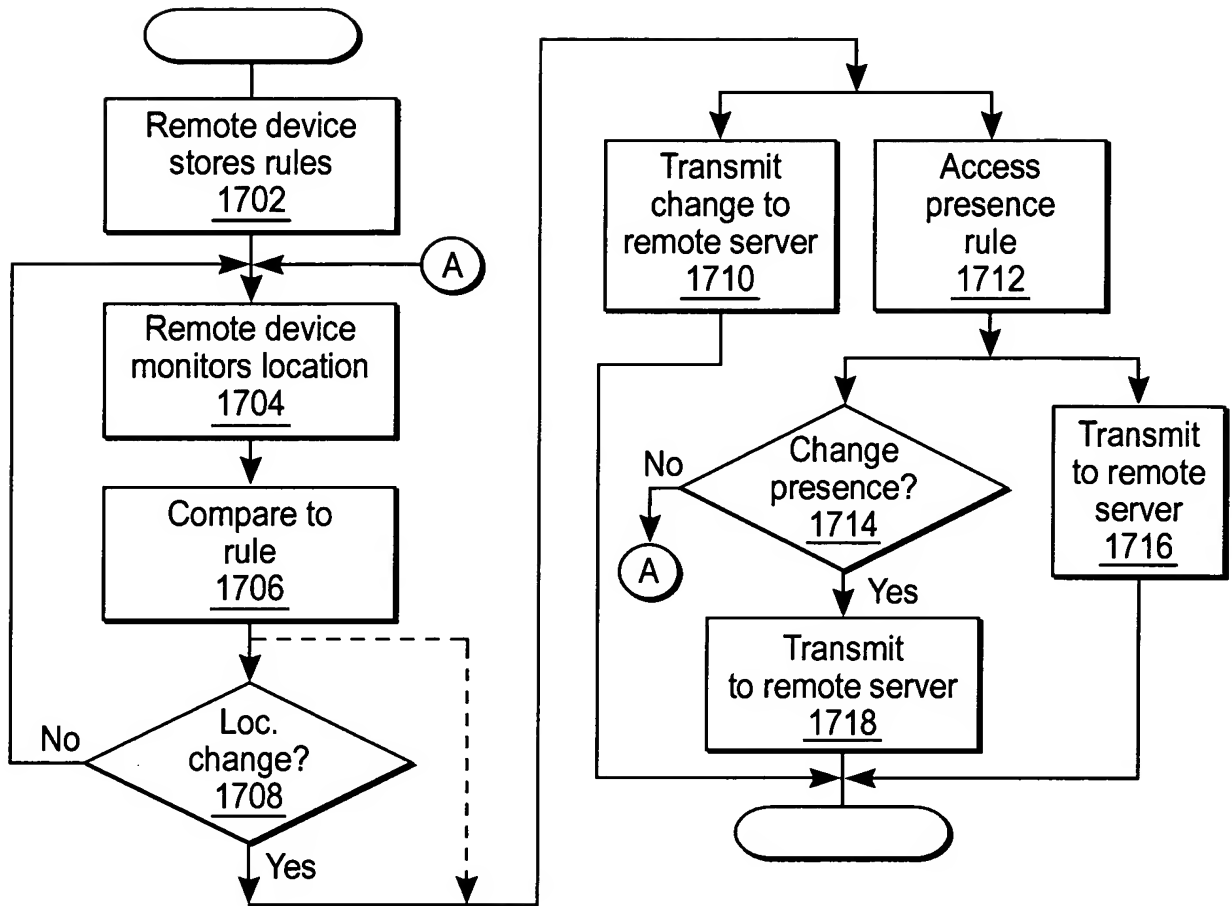 Remote device
stores rules
1702
A
Remote device
monitors location
1704
Compare to
rule
1706
Loc.
change?
1708
No
Yes
Transmit
change to
remote server
1710
Access
presence
rule
1712
Change
presence?
1714
No
A
Yes
Transmit
to remote
server
1716
Transmit
to remote server
1718